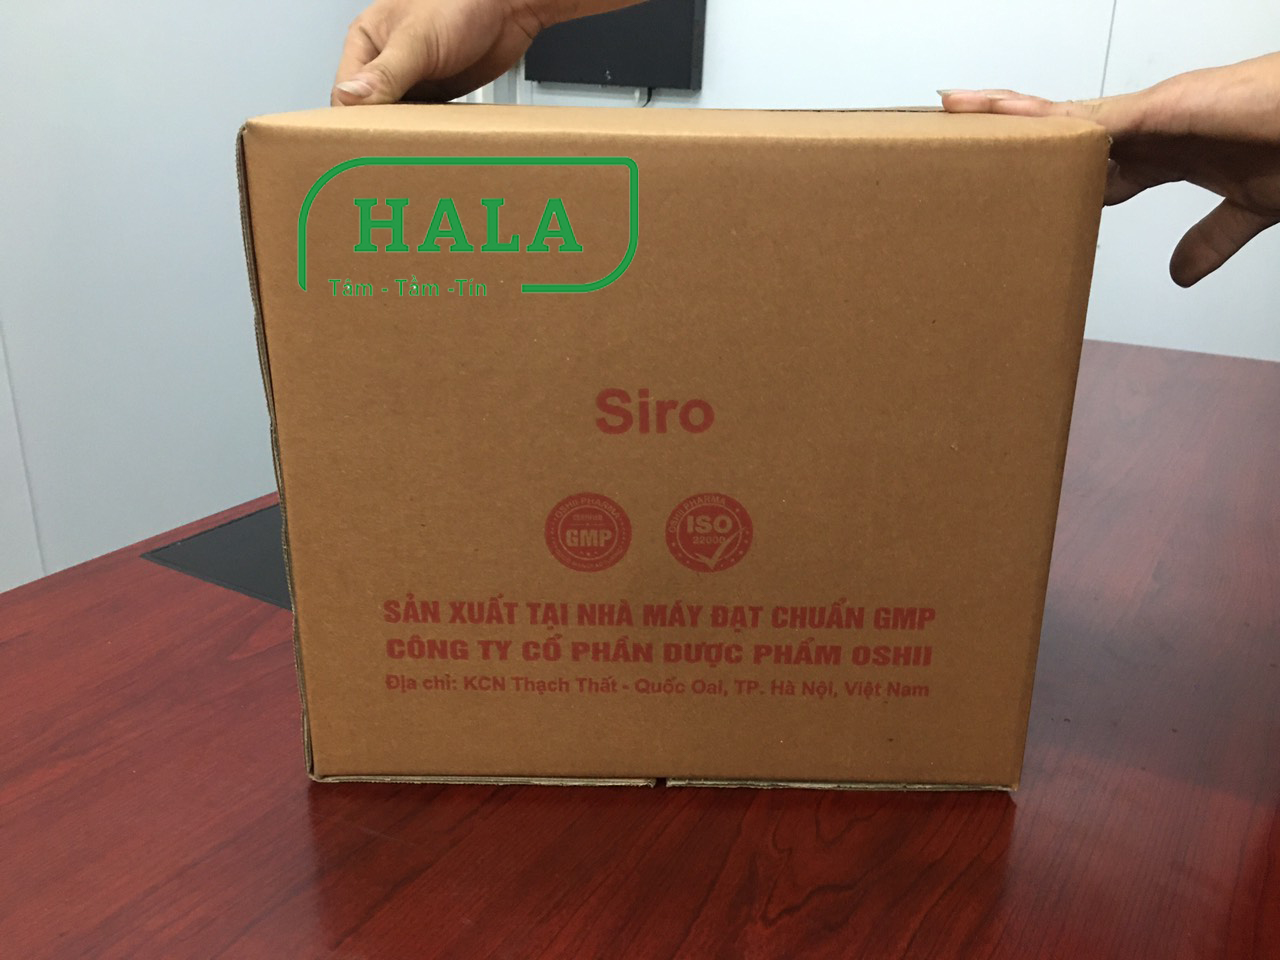 HALA
Tâm - Tầm -Tín
Siro
GMP
ISO
22000
SẢN XUẤT TẠI NHÀ MÁY ĐẠT CHUẨN GMP
CÔNG TY CỔ PHẦN DƯỢC PHẨM OSHII
Địa chỉ: KCN Thạch Thất - Quốc Oai, TP. Hà Nội, Việt Nam